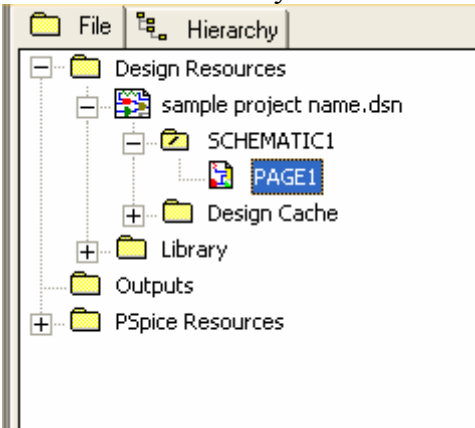 File Hierarchy
Design Resources
sample project name.dsn
SCHEMATIC1
PAGE1
Design Cache
Library
Outputs
PSpice Resources